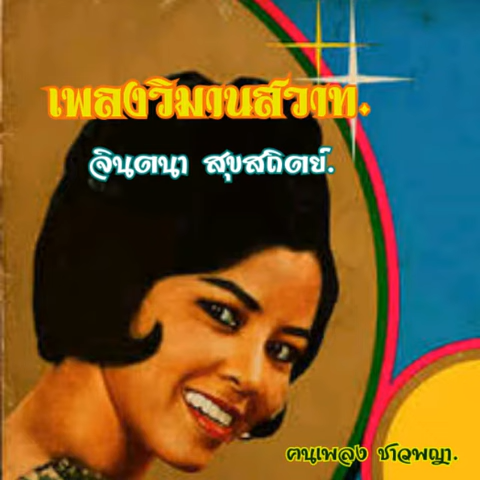 เพลงวิมานสวาท.
จินตนา สุขสถิตย์.
คนเพลง ชาวพญา.